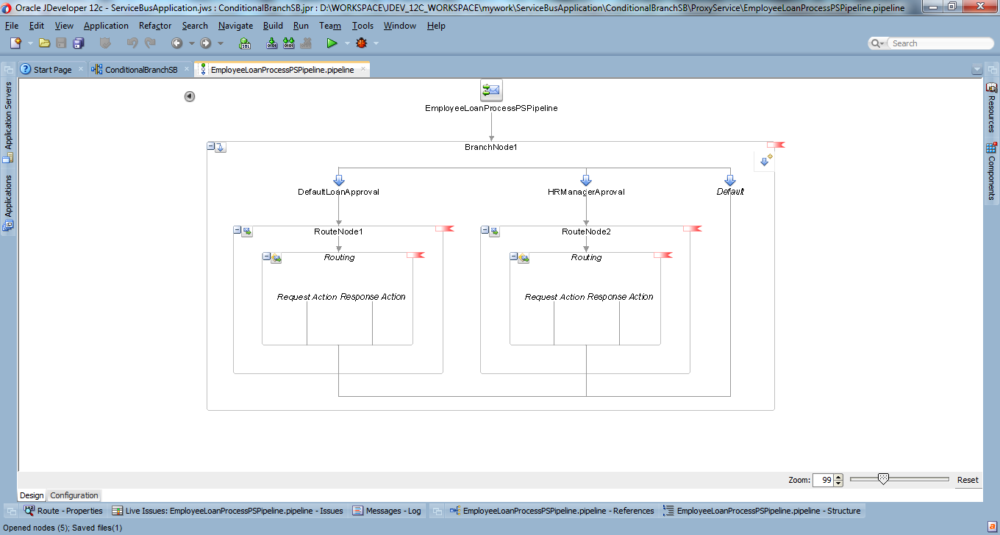 Oracle JDeveloper 12c - ServiceBusApplication.jws : ConditionalBranchSB.jpr : D:\WORKSPACE\JDEV_12C_WORKSPACE\mywork\ServiceBusApplication\ConditionalBranchSB\ProxyService\EmployeeLoanProcessPSPipeline.pipeline
File Edit View Application Refactor Search Navigate Build Run Team Tools Window Help
Search
Start Page ConditionalBranchSB EmployeeLoanProcessPSPipeline.pipeline
Application Servers
Applications
Resources
Components
EmployeeLoanProcessPSPipeline
BranchNode1
DefaultLoanApproval HRManagerAproval Default
RouteNode1 RouteNode2
Routing Routing
Request Action Response Action Request Action Response Action
Zoom: 99 Reset
Design Configuration
Route - Properties Live Issues: EmployeeLoanProcessPSPipeline.pipeline - Issues Messages - Log EmployeeLoanProcessPSPipeline.pipeline - References EmployeeLoanProcessPSPipeline.pipeline - Structure
Opened nodes (5); Saved files(1)